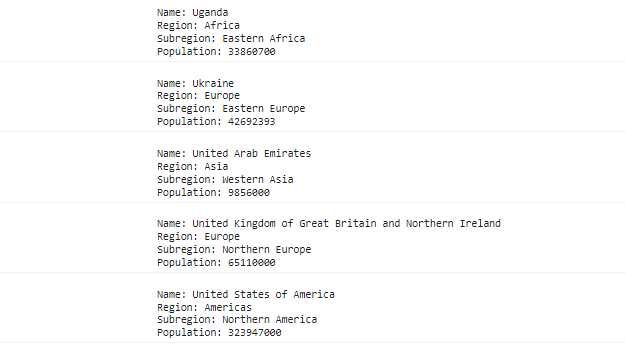 Name: Uganda
Region: Africa
Subregion: Eastern Africa
Population: 33860700
Name: Ukraine
Region: Europe
Subregion: Eastern Europe
Population: 42692393
Name: United Arab Emirates
Region: Asia
Subregion: Western Asia
Population: 9856000
Name: United Kingdom of Great Britain and Northern Ireland
Region: Europe
Subregion: Northern Europe
Population: 65110000
Name: United States of America
Region: Americas
Subregion: Northern America
Population: 323947000